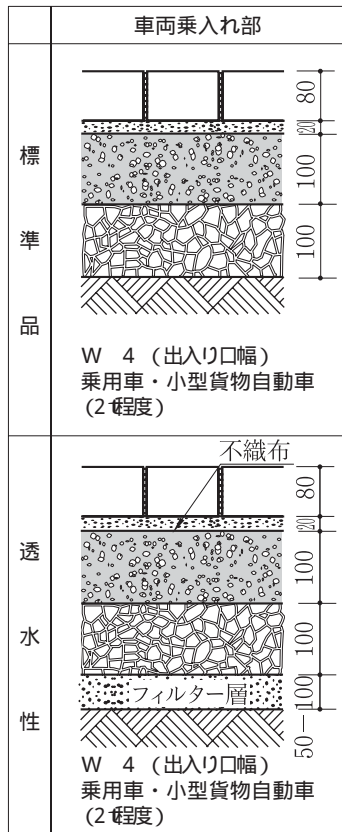 車両乗入れ部
標準品
80
20
100
100
W 4 (出入り口幅)
乗用車・小型貨物自動車
(2t程度)
透水性
不織布
80
20
100
100
フィルター層
50―100
W 4 (出入り口幅)
乗用車・小型貨物自動車
(2t程度)